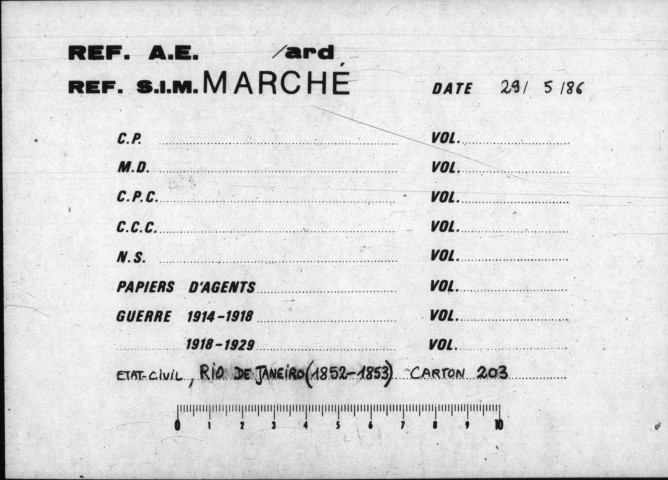 REF. A.E. /ard
REF. S.I.M. MARCHÉ DATE 29/ 5 /86
C.P. VOL.
M.D. VOL.
C.P.C. VOL.
C.C.C. VOL.
N.S. VOL.
PAPIERS D'AGENTS VOL.
GUERRE 1914-1918 VOL.
1918-1929 VOL.
ETAT-CIVIL, RIO DE JANEIRO (1852-1853) CARTON 203
0 1 2 3 4 5 6 7 8 9 10